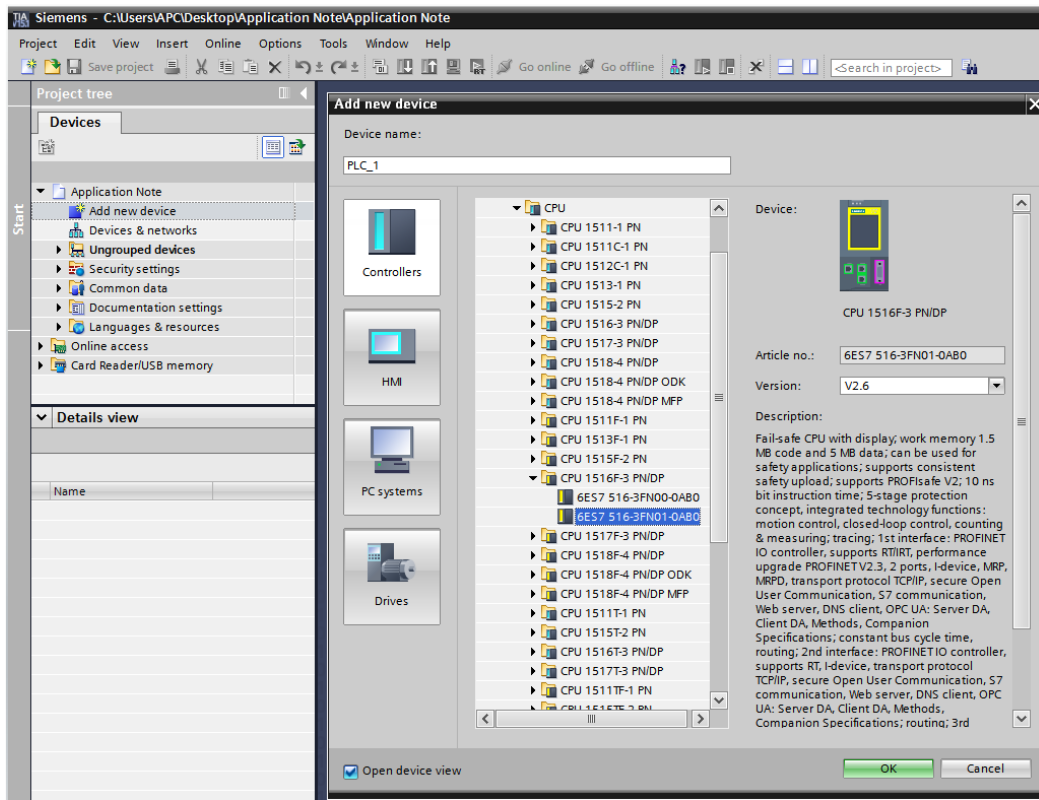 Siemens - C:\Users\APC\Desktop\Application Note\Application Note
Project Edit View Insert Online Options Tools Window Help
Save project Go online Go offline <Search in project>
Project tree
Devices
Start
Application Note
Add new device
Devices & networks
Ungrouped devices
Security settings
Common data
Documentation settings
Languages & resources
Online access
Card Reader/USB memory
Details view
Name
Add new device
Device name:
PLC_1
Controllers
HMI
PC systems
Drives
CPU
CPU 1511-1 PN
CPU 1511C-1 PN
CPU 1512C-1 PN
CPU 1513-1 PN
CPU 1515-2 PN
CPU 1516-3 PN/DP
CPU 1517-3 PN/DP
CPU 1518-4 PN/DP
CPU 1518-4 PN/DP ODK
CPU 1518-4 PN/DP MFP
CPU 1511F-1 PN
CPU 1513F-1 PN
CPU 1515F-2 PN
CPU 1516F-3 PN/DP
6ES7 516-3FN00-0AB0
6ES7 516-3FN01-0AB0
CPU 1517F-3 PN/DP
CPU 1518F-4 PN/DP
CPU 1518F-4 PN/DP ODK
CPU 1518F-4 PN/DP MFP
CPU 1511T-1 PN
CPU 1515T-2 PN
CPU 1516T-3 PN/DP
CPU 1517T-3 PN/DP
CPU 1511TF-1 PN
CPU 1515TF-2 PN
Device:
CPU 1516F-3 PN/DP
Article no.: 6ES7 516-3FN01-0AB0
Version: V2.6
Description:
Fail-safe CPU with display; work memory 1.5
MB code and 5 MB data; can be used for
safety applications; supports consistent
safety upload; supports PROFIsafe V2; 10 ns
bit instruction time; 5-stage protection
concept, integrated technology functions:
motion control, closed-loop control, counting
& measuring; tracing; 1st interface: PROFINET
IO controller, supports RT/IRT, performance
upgrade PROFINET V2.3, 2 ports, I-device, MRP,
MRPD, transport protocol TCP/IP, secure Open
User Communication, S7 communication,
Web server, DNS client, OPC UA: Server DA,
Client DA, Methods, Companion
Specifications; constant bus cycle time,
routing; 2nd interface: PROFINET IO controller,
supports RT, I-device, transport protocol
TCP/IP, secure Open User Communication, S7
communication, Web server, DNS client, OPC
UA: Server DA, Client DA, Methods,
Companion Specifications; routing; 3rd
Open device view
OK Cancel